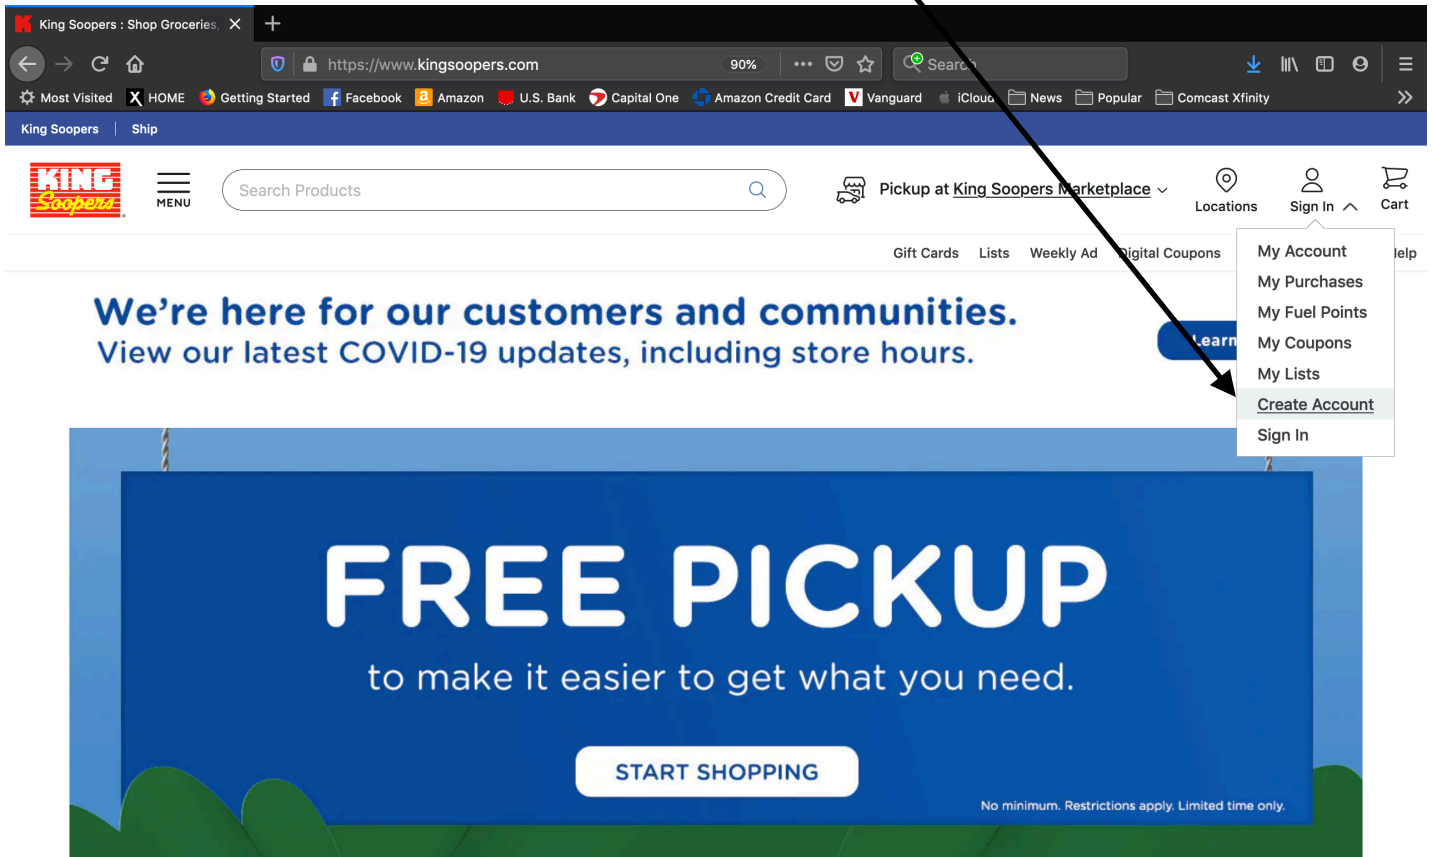 King Soopers : Shop Groceries,
https://www.kingsoopers.com
90%
Search
Most Visited
HOME
Getting Started
Facebook
Amazon
U.S. Bank
Capital One
Amazon Credit Card
Vanguard
iCloud
News
Popular
Comcast Xfinity
King Soopers
Ship
KING
Soopers
MENU
Search Products
Pickup at King Soopers Marketplace
Locations
Sign In
Cart
Gift Cards
Lists
Weekly Ad
Digital Coupons
My Account
My Purchases
My Fuel Points
My Coupons
My Lists
Create Account
Sign In
We're here for our customers and communities.
View our latest COVID-19 updates, including store hours.
Learn
FREE PICKUP
to make it easier to get what you need.
START SHOPPING
No minimum. Restrictions apply. Limited time only.